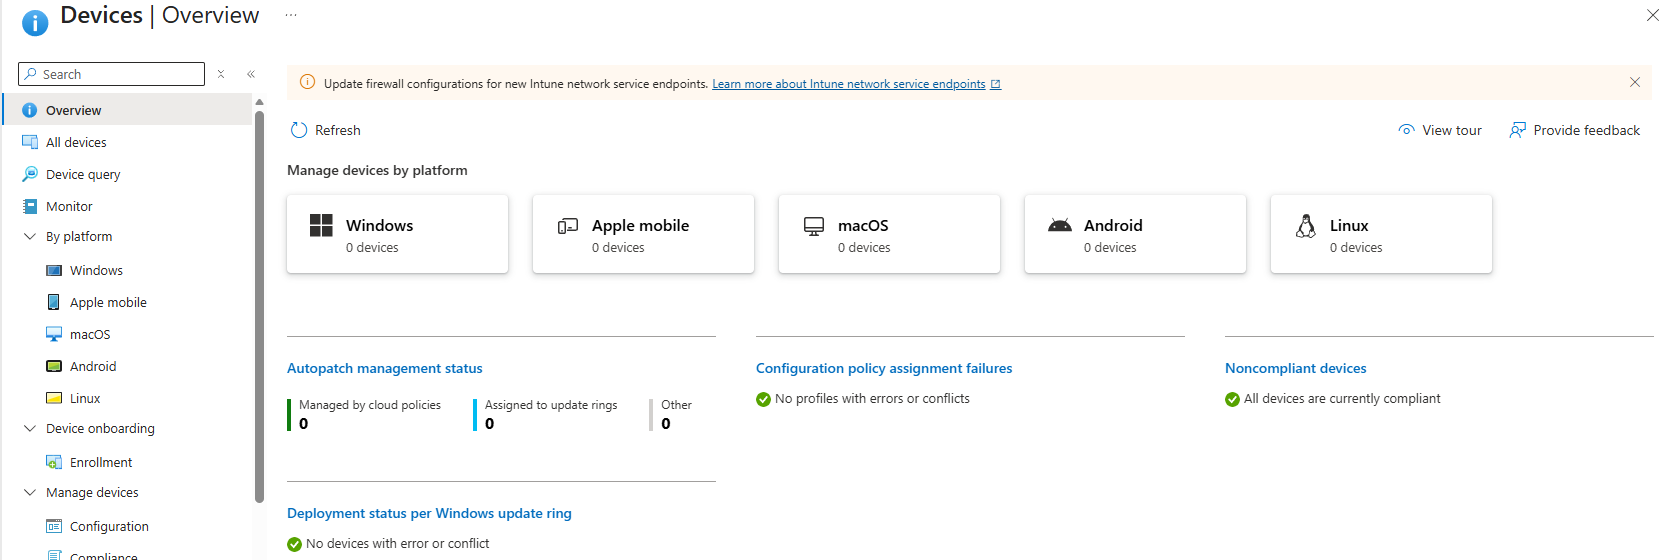 Devices | Overview ...
Search
Overview
All devices
Device query
Monitor
By platform
Windows
Apple mobile
macOS
Android
Linux
Device onboarding
Enrollment
Manage devices
Configuration
Compliance
Update firewall configurations for new Intune network service endpoints. Learn more about Intune network service endpoints
Refresh
View tour
Provide feedback
Manage devices by platform
Windows
0 devices
Apple mobile
0 devices
macOS
0 devices
Android
0 devices
Linux
0 devices
Autopatch management status
Managed by cloud policies
0
Assigned to update rings
0
Other
0
Configuration policy assignment failures
No profiles with errors or conflicts
Noncompliant devices
All devices are currently compliant
Deployment status per Windows update ring
No devices with error or conflict